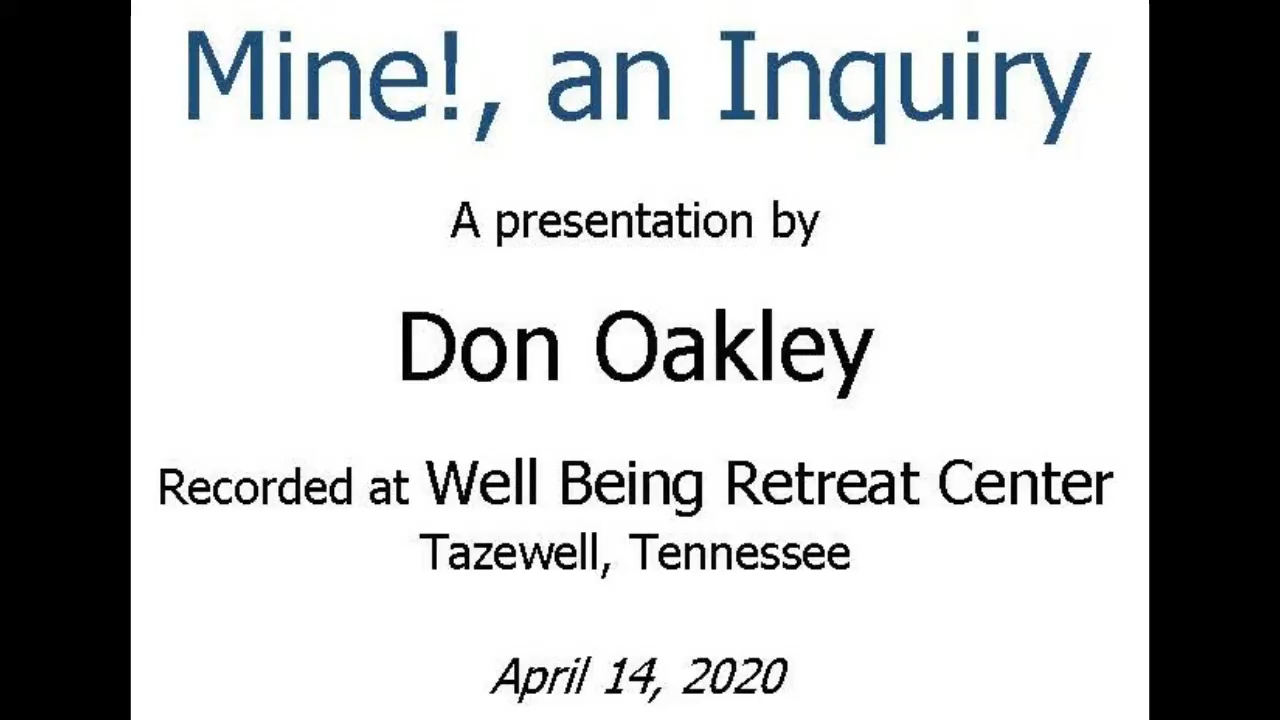 Mine!, an Inquiry
A presentation by
Don Oakley
Recorded at Well Being Retreat Center
Tazewell, Tennessee
April 14, 2020